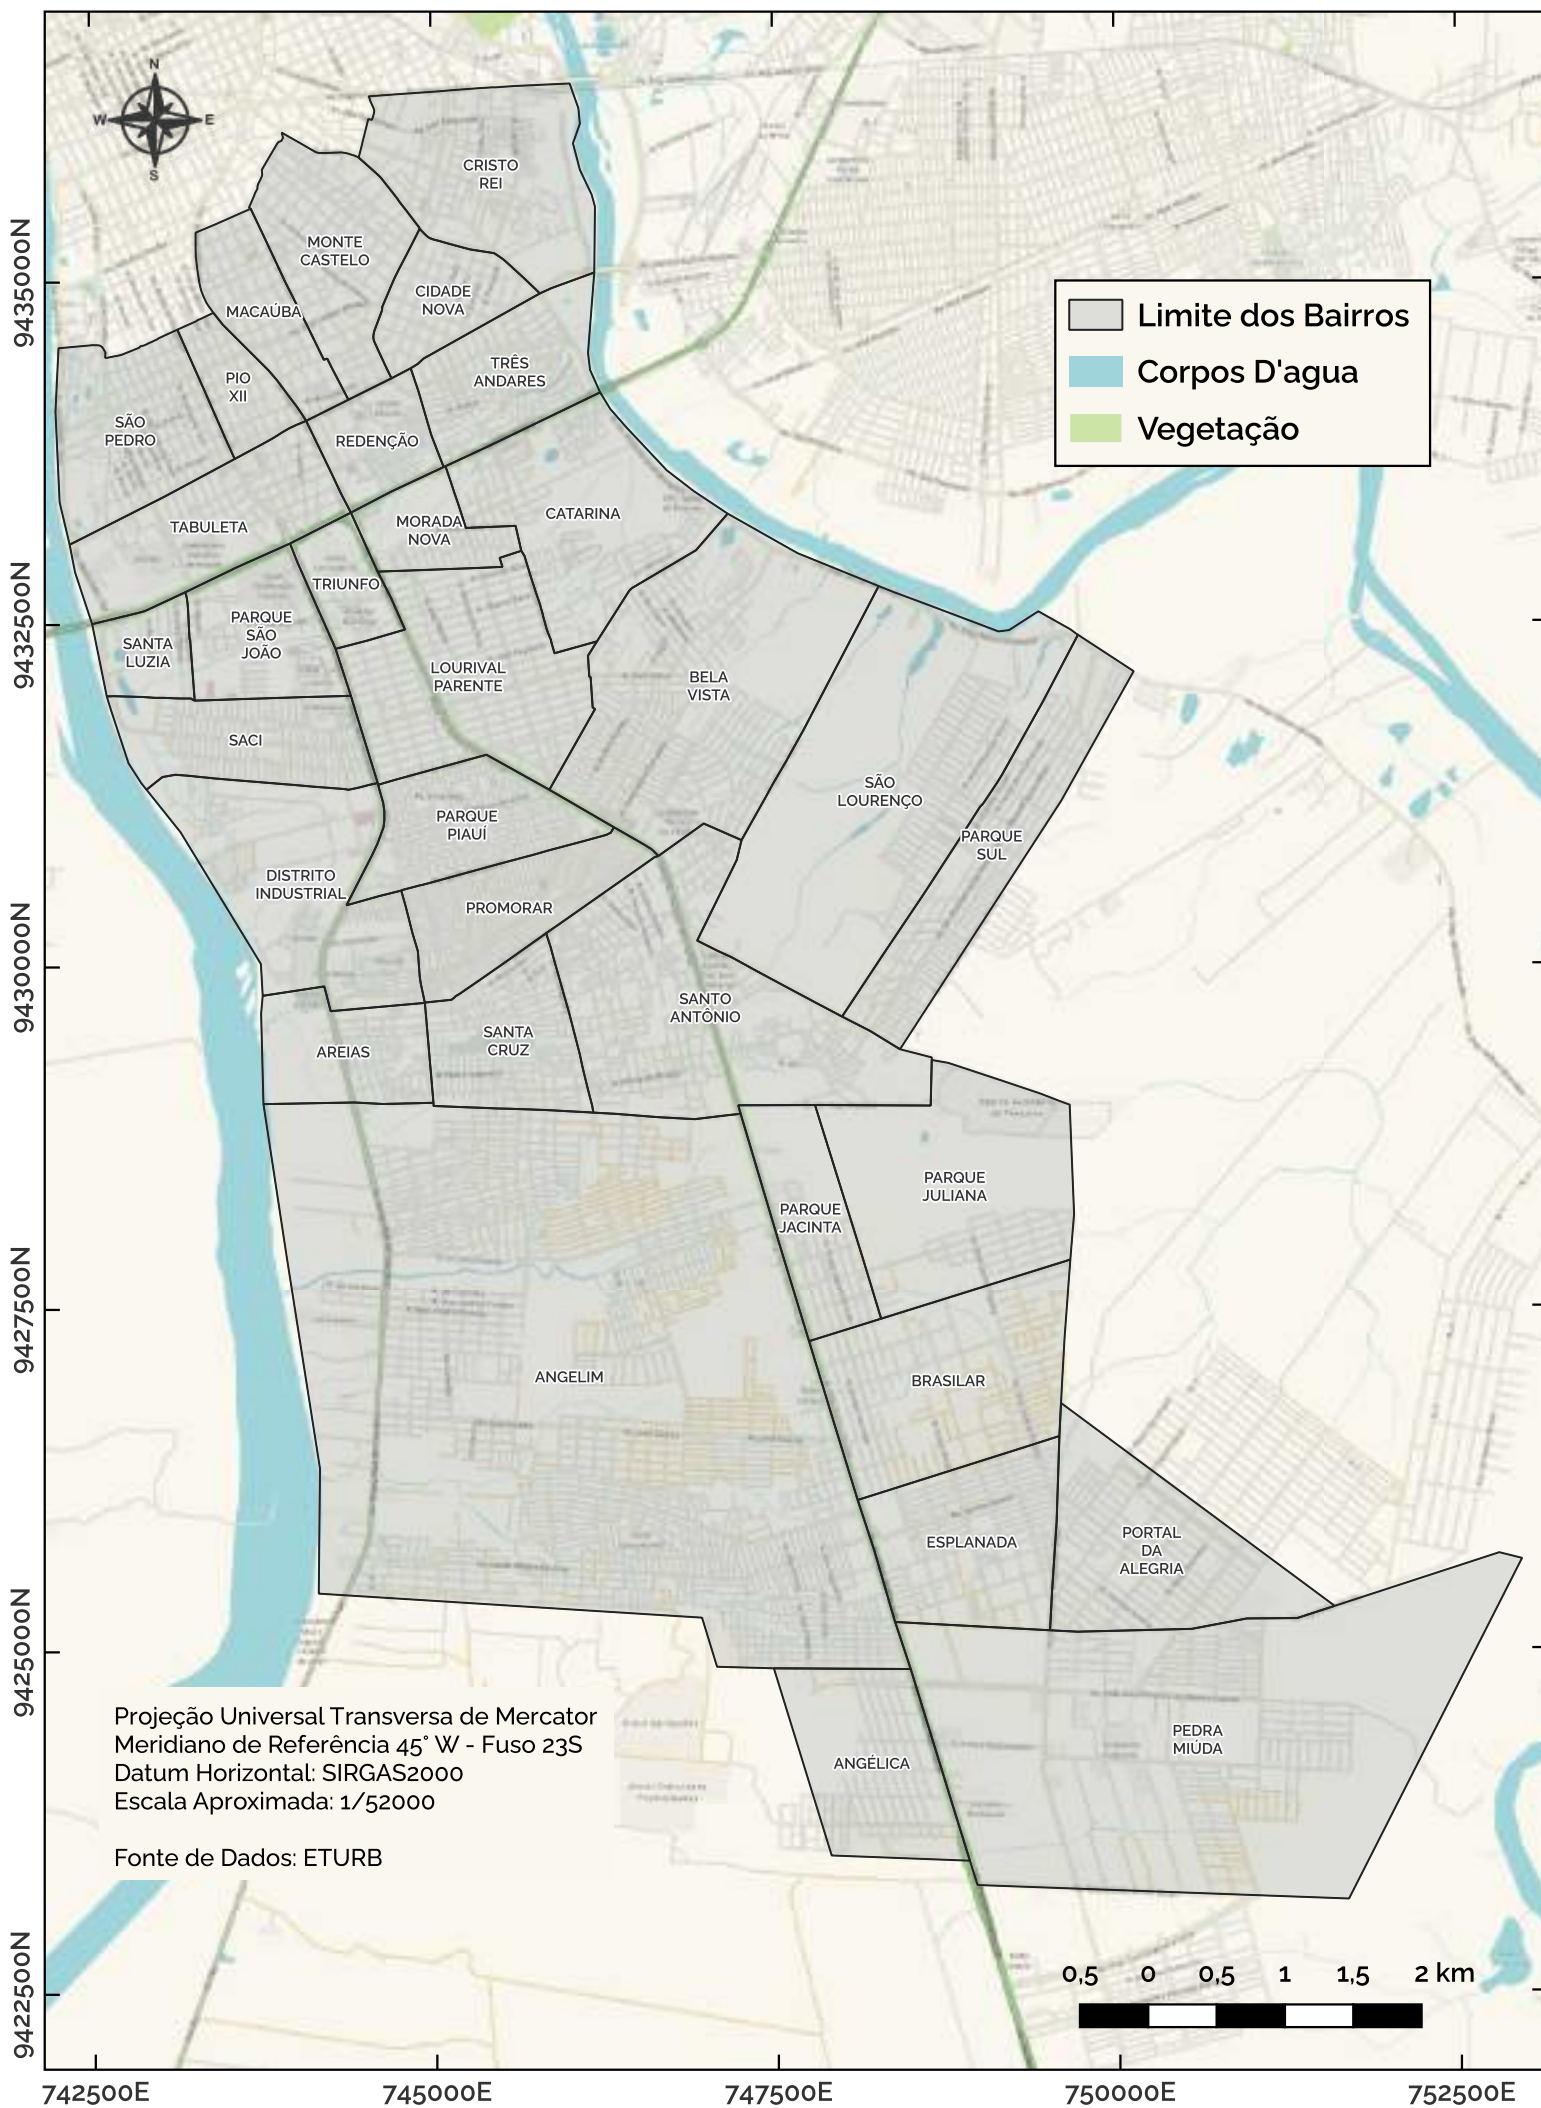 N
W
E
S
CRISTO
REI
MONTE
CASTELO
CIDADE
NOVA
MACAÚBA
TRÊS
ANDARES
PIO
XII
SÃO
PEDRO
REDENÇÃO
TABULETA
MORADA
NOVA
CATARINA
TRIUNFO
PARQUE
SÃO
JOÃO
SANTA
LUZIA
LOURIVAL
PARENTE
BELA
VISTA
SACI
SÃO
LOURENÇO
PARQUE
SUL
PARQUE
PIAUÍ
DISTRITO
INDUSTRIAL
PROMORAR
SANTO
ANTÔNIO
SANTA
CRUZ
AREIAS
PARQUE
JULIANA
PARQUE
JACINTA
ANGELIM
BRASILAR
ESPLANADA
PORTAL
DA
ALEGRIA
PEDRA
MIÚDA
ANGÉLICA
Limite dos Bairros
Corpos D'agua
Vegetação
9435000N
9432500N
9430000N
9427500N
9425000N
9422500N
Projeção Universal Transversa de Mercator
Meridiano de Referência 45° W - Fuso 23S
Datum Horizontal: SIRGAS2000
Escala Aproximada: 1/52000
Fonte de Dados: ETURB
0,5 0 0,5 1 1,5 2 km
742500E 745000E 747500E 750000E 752500E